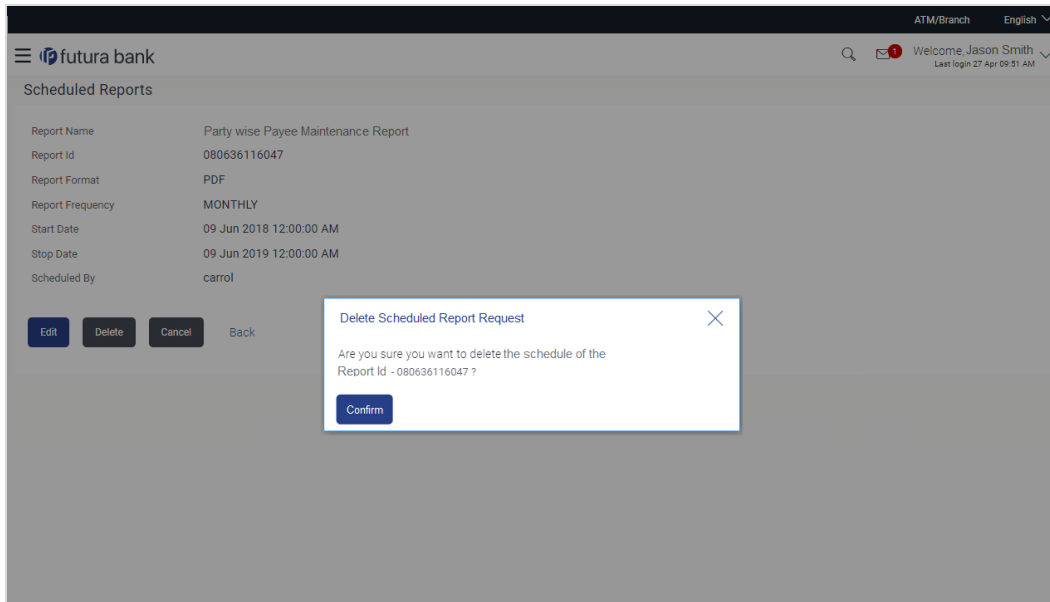 ATM/Branch English
futura bank
1 Welcome, Jason Smith
Last login 27 Apr 09:51 AM
Scheduled Reports
Report Name Party wise Payee Maintenance Report
Report Id 080636116047
Report Format PDF
Report Frequency MONTHLY
Start Date 09 Jun 2018 12:00:00 AM
Stop Date 09 Jun 2019 12:00:00 AM
Scheduled By carrol
Edit Delete Cancel Back
Delete Scheduled Report Request
Are you sure you want to delete the schedule of the
Report Id - 080636116047 ?
Confirm